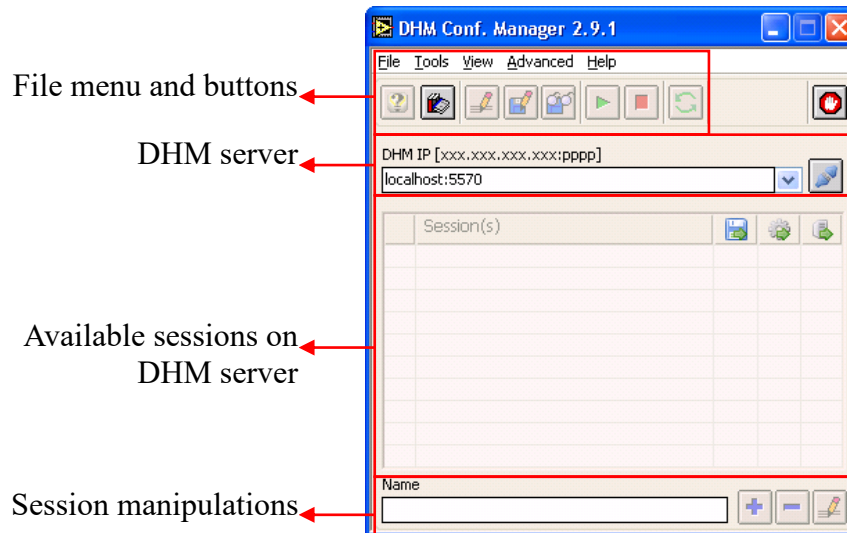 DHM Conf. Manager 2.9.1
File Tools View Advanced Help
File menu and buttons
DHM server
DHM IP [xxx.xxx.xxx.xxx:pppp]
localhost:5570
Session(s)
Available sessions on
DHM server
Name
Session manipulations